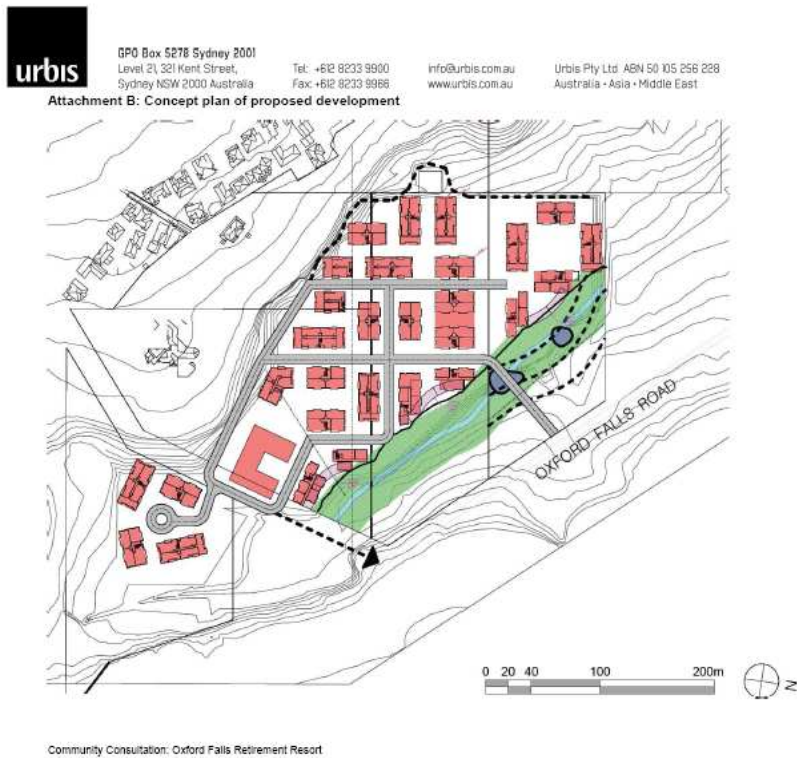 urbis
GPO Box 5278 Sydney 2001
Level 21, 321 Kent Street,
Sydney NSW 2000 Australia
Tel: +612 8233 9900
Fax: +612 8233 9966
info@urbis.com.au
www.urbis.com.au
Urbis Pty Ltd ABN 50 105 256 228
Australia • Asia • Middle East
Attachment B: Concept plan of proposed development
OXFORD FALLS ROAD
0 20 40 100 200m
N
Community Consultation: Oxford Falls Retirement Resort